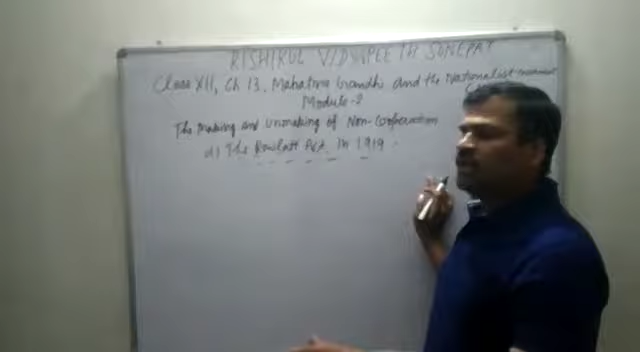 RISHIKUL VIDYAPEETH SONEPAT
Class XII, Ch 13. Mahatma Gandhi and the Nationalist
Module-2
The Making and Unmaking of Non-Cooperation
a) The Rowlatt Act in 1919